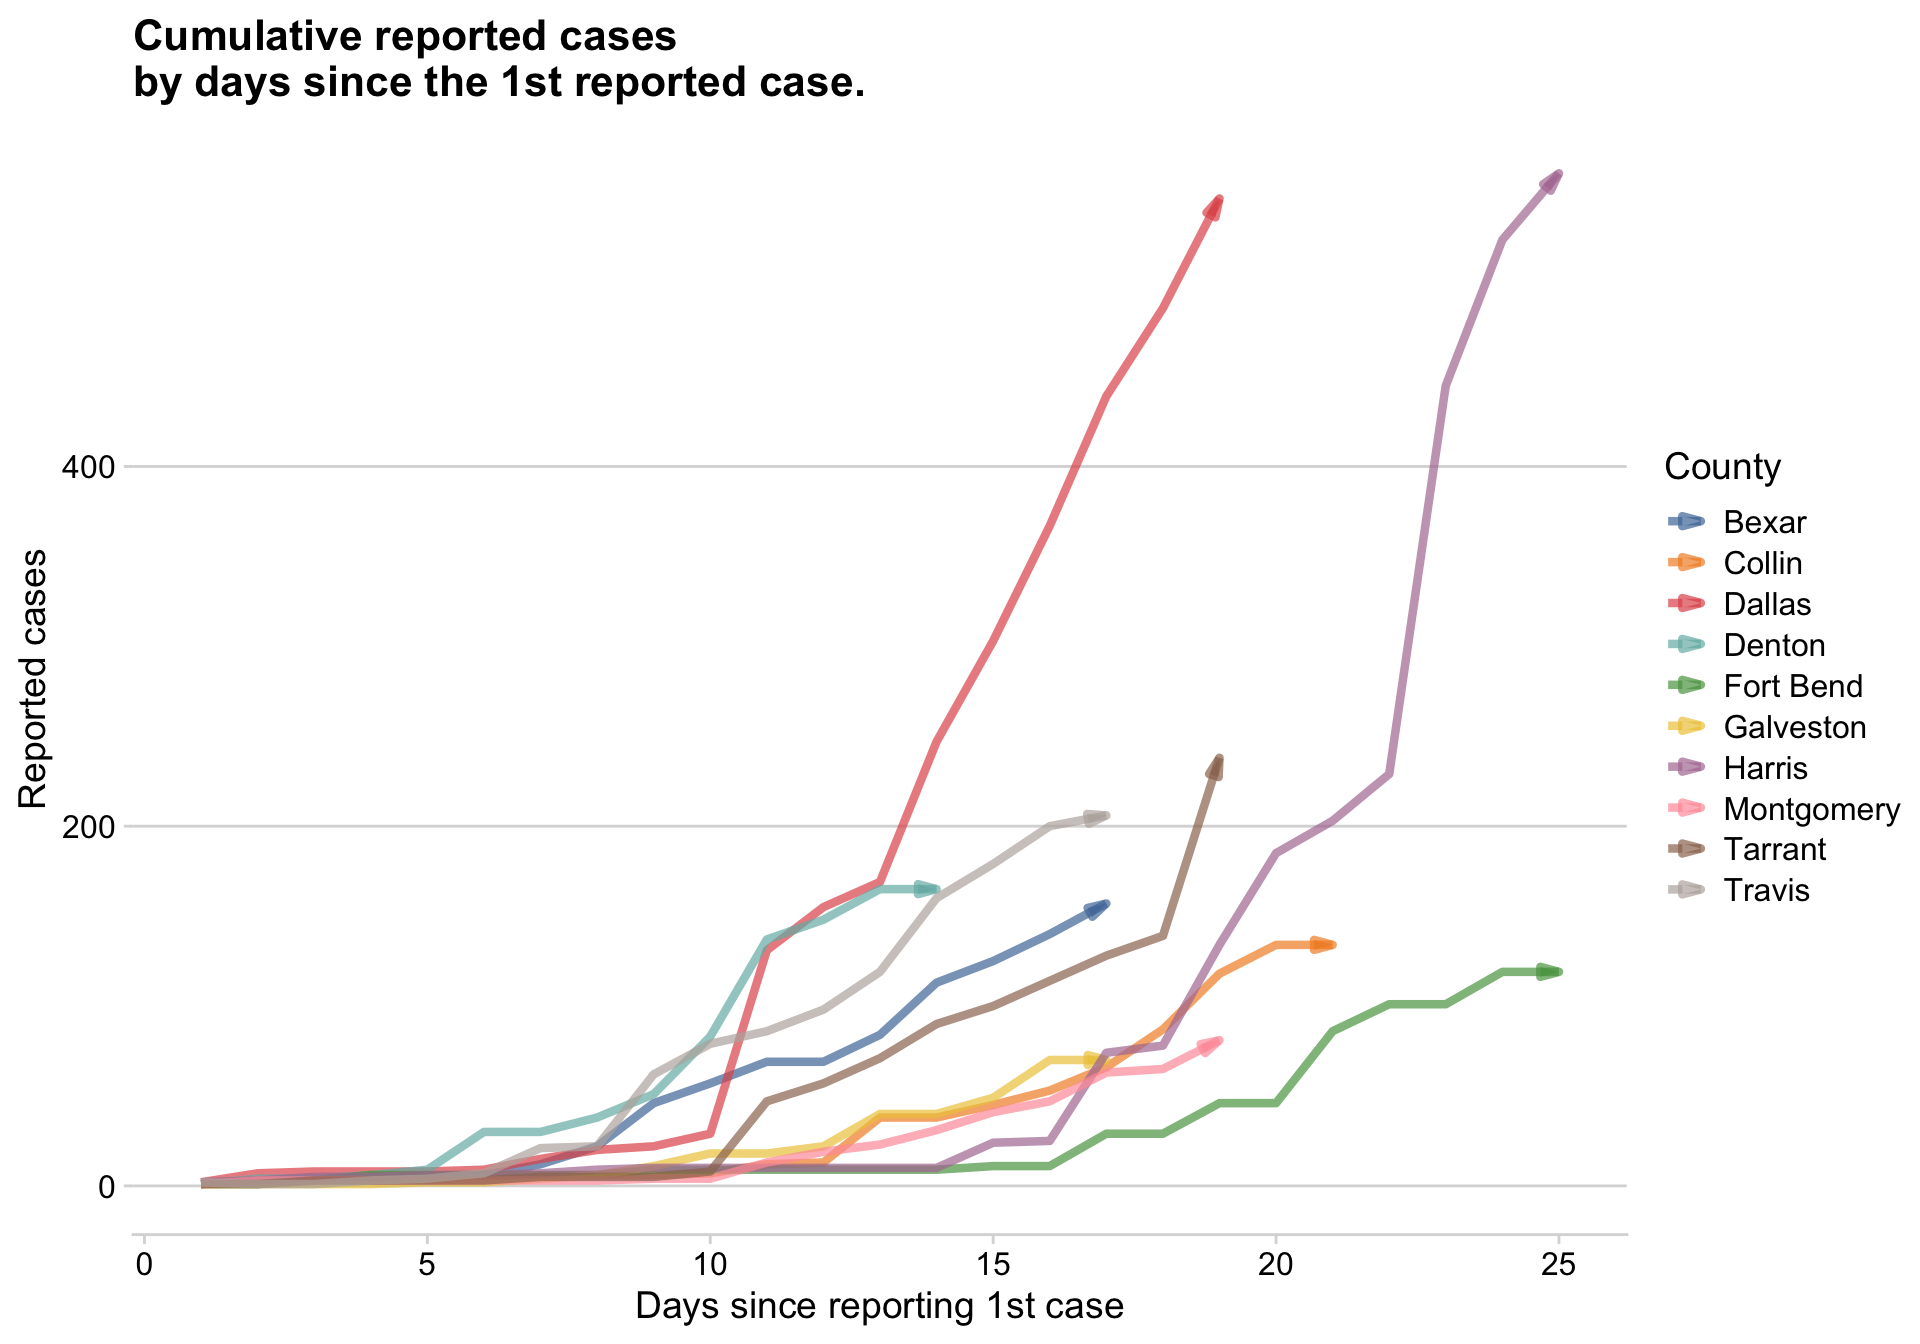 Cumulative reported cases
by days since the 1st reported case.
Reported cases
400
200
0
0
5
10
15
20
25
Days since reporting 1st case
County
Bexar
Collin
Dallas
Denton
Fort Bend
Galveston
Harris
Montgomery
Tarrant
Travis